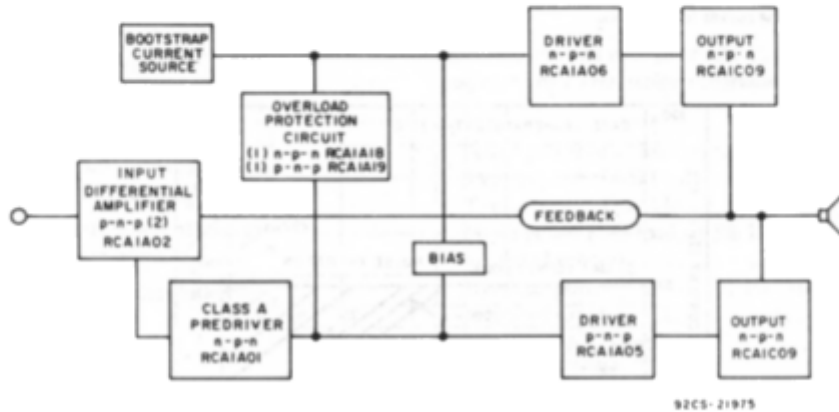 BOOTSTRAP
CURRENT
SOURCE
DRIVER
n-p-n
RCA1A06
OUTPUT
n-p-n
RCA1C09
OVERLOAD
PROTECTION
CIRCUIT
(1) n-p-n RCA1A18
(1) p-n-p RCA1A19
INPUT
DIFFERENTIAL
AMPLIFIER
p-n-p (2)
RCA1A02
FEEDBACK
BIAS
CLASS A
PREDRIVER
n-p-n
RCA1A01
DRIVER
p-n-p
RCA1A05
OUTPUT
n-p-n
RCA1C09
92CS-21975